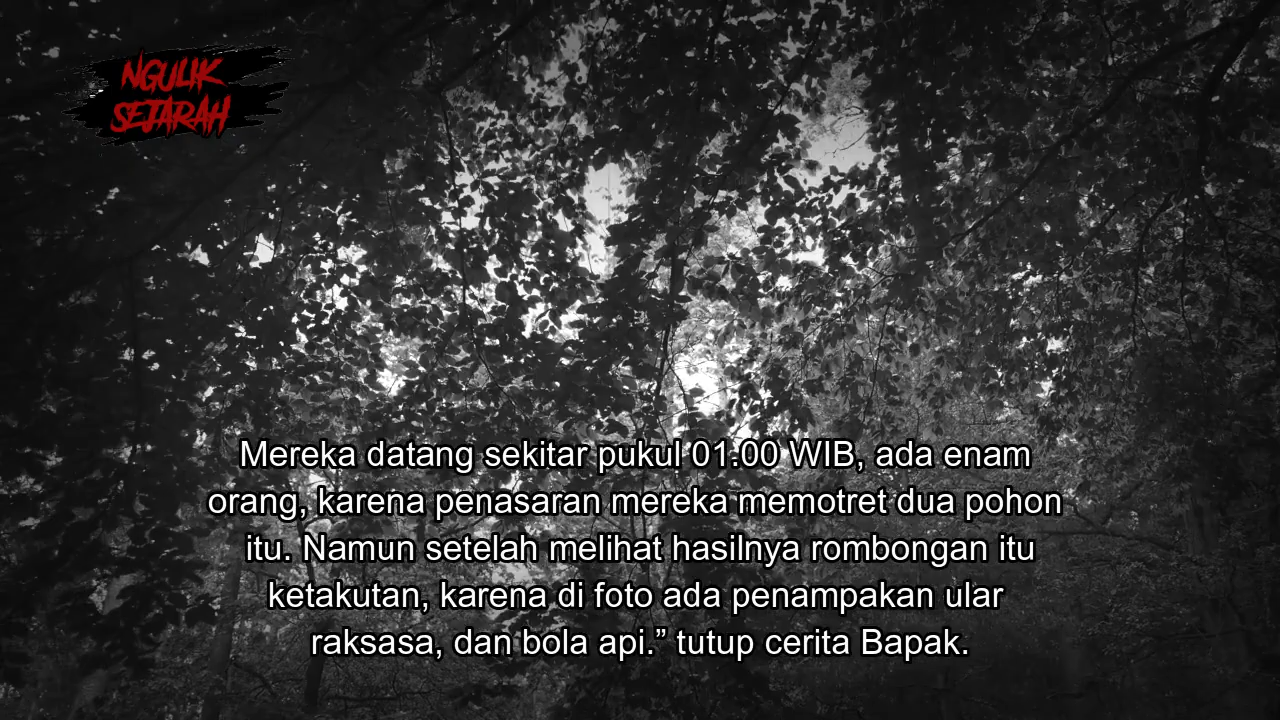 NGULIK
SEJARAH
Mereka datang sekitar pukul 01.00 WIB, ada enam
orang, karena penasaran mereka memotret dua pohon
itu. Namun setelah melihat hasilnya rombongan itu
ketakutan, karena di foto ada penampakan ular
raksasa, dan bola api.” tutup cerita Bapak.